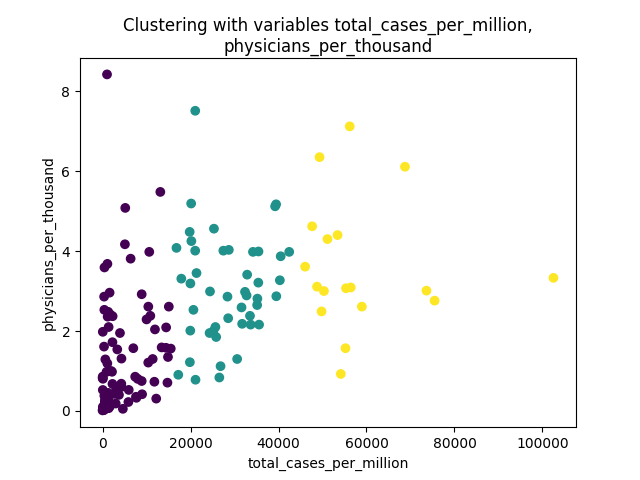 Clustering with variables total_cases_per_million,
physicians_per_thousand
8
6
4
2
0
physicians_per_thousand
0 20000 40000 60000 80000 100000
total_cases_per_million